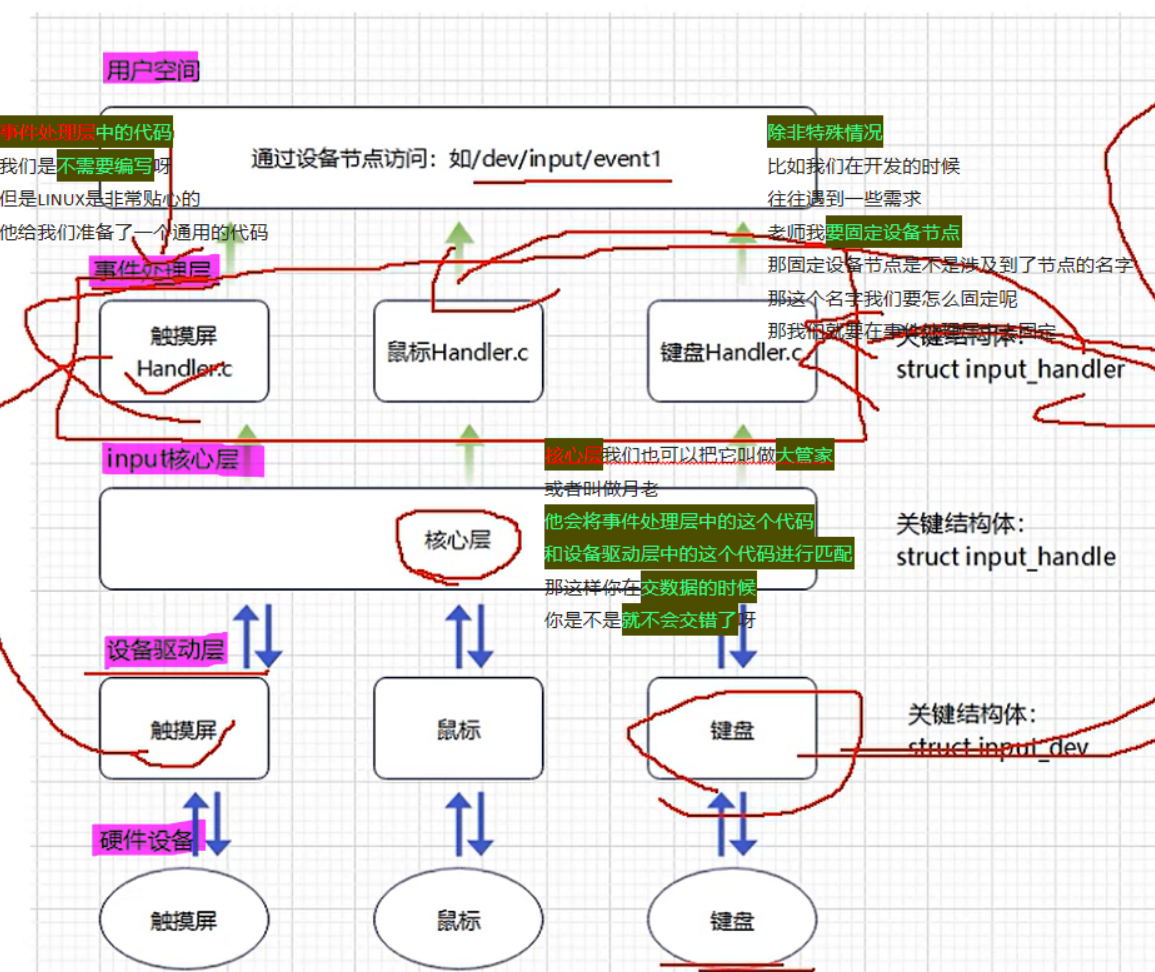 用户空间
事件处理层中的代码
我们是不需要编写呀
但是LINUX是非常贴心的
他给我们准备了一个通用的代码
通过设备节点访问：如/dev/input/event1
除非特殊情况
比如我们在开发的时候
往往遇到一些需求
老师我要固定设备节点
那固定设备节点是不是涉及到了节点的名字
那这个名字我们要怎么固定呢
那我们就要在事件处理层中去固定
事件处理层
触摸屏
Handler.c
鼠标Handler.c
键盘Handler.c
关键结构体：
struct input_handler
input核心层
核心层我们也可以把它叫做大管家
或者叫做月老
他会将事件处理层中的这个代码
和设备驱动层中的这个代码进行匹配
那这样你在交数据的时候
你是不是就不会交错了呀
核心层
关键结构体：
struct input_handle
设备驱动层
触摸屏
鼠标
键盘
关键结构体：
struct input_dev
硬件设备
触摸屏
鼠标
键盘